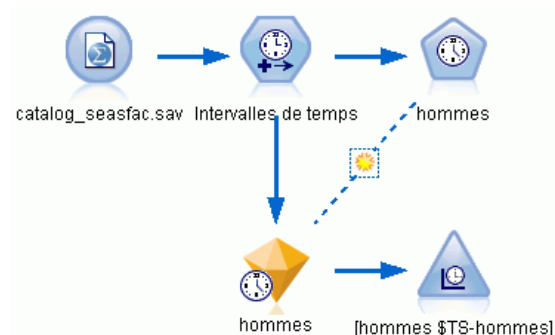 catalog_seasfac.sav
Intervalles de temps
hommes
hommes
[hommes $TS-hommes]